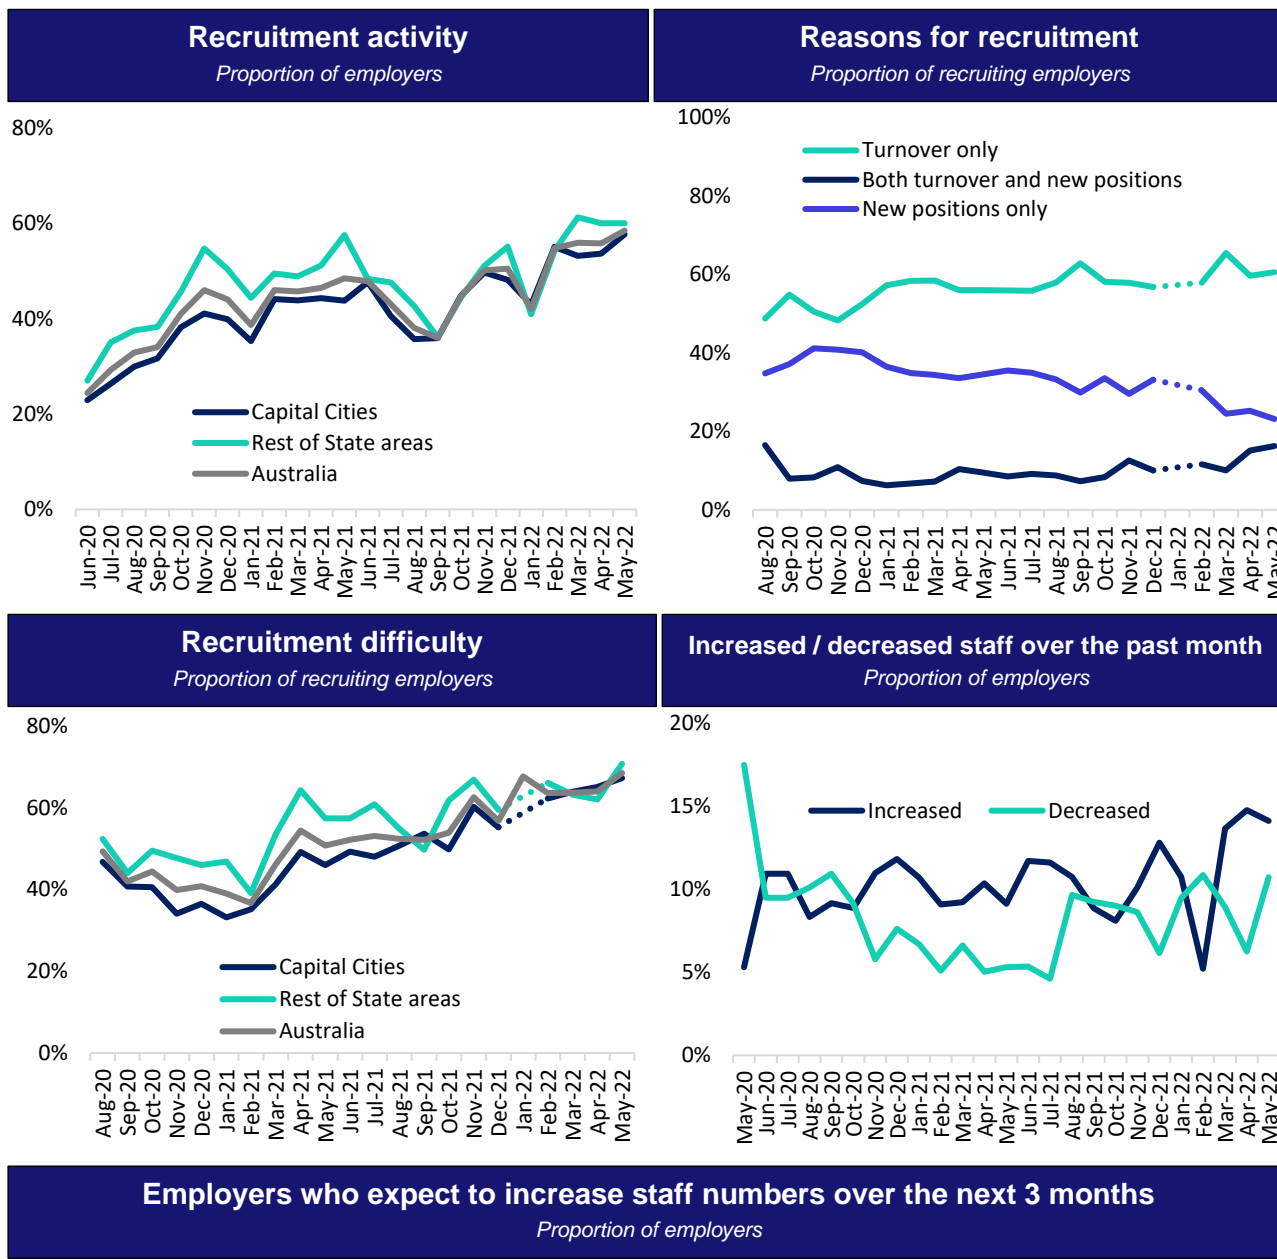 Recruitment activity
Proportion of employers
80%
60%
40%
20%
0%
Capital Cities
Rest of State areas
Australia
Jun-20
Jul-20
Aug-20
Sep-20
Oct-20
Nov-20
Dec-20
Jan-21
Feb-21
Mar-21
Apr-21
May-21
Jun-21
Jul-21
Aug-21
Sep-21
Oct-21
Nov-21
Dec-21
Jan-22
Feb-22
Mar-22
Apr-22
May-22
Reasons for recruitment
Proportion of recruiting employers
100%
80%
60%
40%
20%
0%
Turnover only
Both turnover and new positions
New positions only
Aug-20
Sep-20
Oct-20
Nov-20
Dec-20
Jan-21
Feb-21
Mar-21
Apr-21
May-21
Jun-21
Jul-21
Aug-21
Sep-21
Oct-21
Nov-21
Dec-21
Jan-22
Feb-22
Mar-22
Apr-22
May-22
Recruitment difficulty
Proportion of recruiting employers
80%
60%
40%
20%
0%
Capital Cities
Rest of State areas
Australia
Aug-20
Sep-20
Oct-20
Nov-20
Dec-20
Jan-21
Feb-21
Mar-21
Apr-21
May-21
Jun-21
Jul-21
Aug-21
Sep-21
Oct-21
Nov-21
Dec-21
Jan-22
Feb-22
Mar-22
Apr-22
May-22
Increased / decreased staff over the past month
Proportion of employers
20%
15%
10%
5%
0%
Increased
Decreased
May-20
Jun-20
Jul-20
Aug-20
Sep-20
Oct-20
Nov-20
Dec-20
Jan-21
Feb-21
Mar-21
Apr-21
May-21
Jun-21
Jul-21
Aug-21
Sep-21
Oct-21
Nov-21
Dec-21
Jan-22
Feb-22
Mar-22
Apr-22
May-22
Employers who expect to increase staff numbers over the next 3 months
Proportion of employers